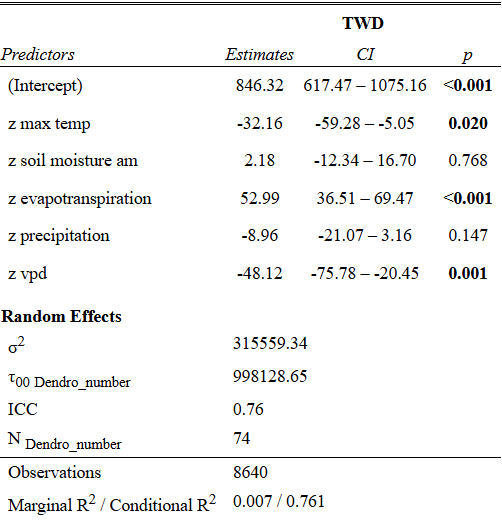 TWD
Predictors Estimates CI p
(Intercept) 846.32 617.47 – 1075.16 <0.001
z max temp -32.16 -59.28 – -5.05 0.020
z soil moisture am 2.18 -12.34 – 16.70 0.768
z evapotranspiration 52.99 36.51 – 69.47 <0.001
z precipitation -8.96 -21.07 – 3.16 0.147
z vpd -48.12 -75.78 – -20.45 0.001
Random Effects
σ2 315559.34
τ00 Dendro_number 998128.65
ICC 0.76
N Dendro_number 74
Observations 8640
Marginal R2 / Conditional R2 0.007 / 0.761